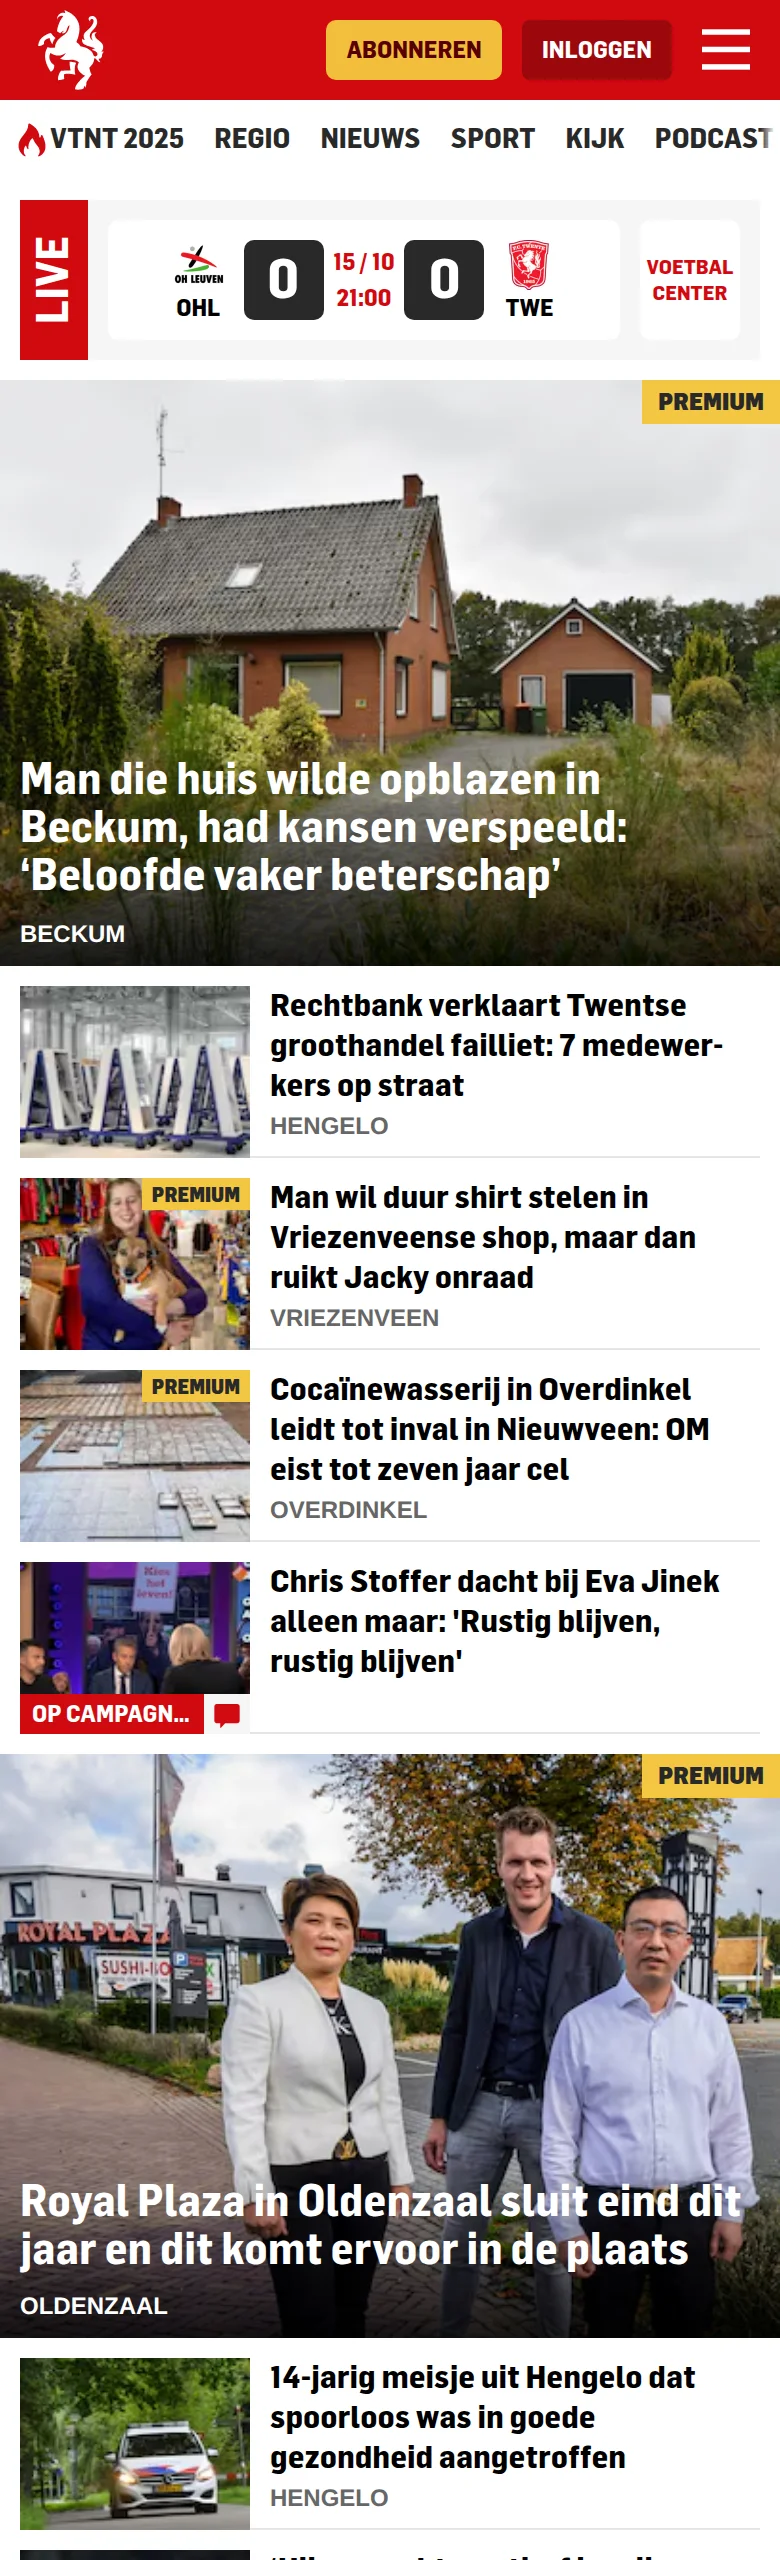 ABONNEREN
INLOGGEN
VTNT 2025 REGIO NIEUWS SPORT KIJK PODCAST
LIVE
OH LEUVEN
OHL
0
15 / 10
21:00
0
F.C. TWENTE
TWE
VOETBAL
CENTER
PREMIUM
Man die huis wilde opblazen in
Beckum, had kansen verspeeld:
‘Beloofde vaker beterschap’
BECKUM
Rechtbank verklaart Twentse
groothandel failliet: 7 medewer-
kers op straat
HENGELO
PREMIUM
Man wil duur shirt stelen in
Vriezenveense shop, maar dan
ruikt Jacky onraad
VRIEZENVEEN
PREMIUM
Cocaïnewasserij in Overdinkel
leidt tot inval in Nieuwveen: OM
eist tot zeven jaar cel
OVERDINKEL
Kies
het
leven!
OP CAMPAGN...
Chris Stoffer dacht bij Eva Jinek
alleen maar: 'Rustig blijven,
rustig blijven'
PREMIUM
ROYAL PLAZA
SUSHI-BO
P
Royal Plaza in Oldenzaal sluit eind dit
jaar en dit komt ervoor in de plaats
OLDENZAAL
14-jarig meisje uit Hengelo dat
spoorloos was in goede
gezondheid aangetroffen
HENGELO